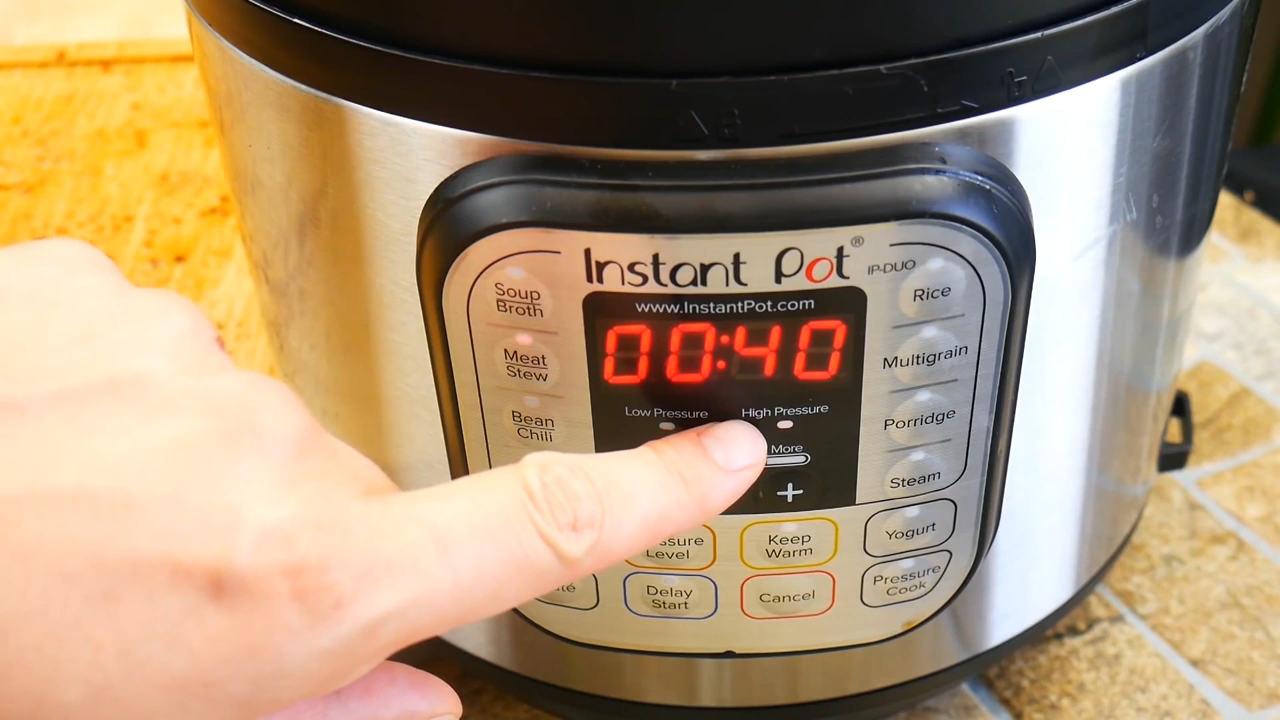 Instant Pot®
IP-DUO
www.InstantPot.com
00:40
Low Pressure
High Pressure
More
+
Soup
Broth
Meat
Stew
Bean
Chili
Rice
Multigrain
Porridge
Steam
Yogurt
Pressure
Cook
Level
Keep
Warm
Delay
Start
Cancel